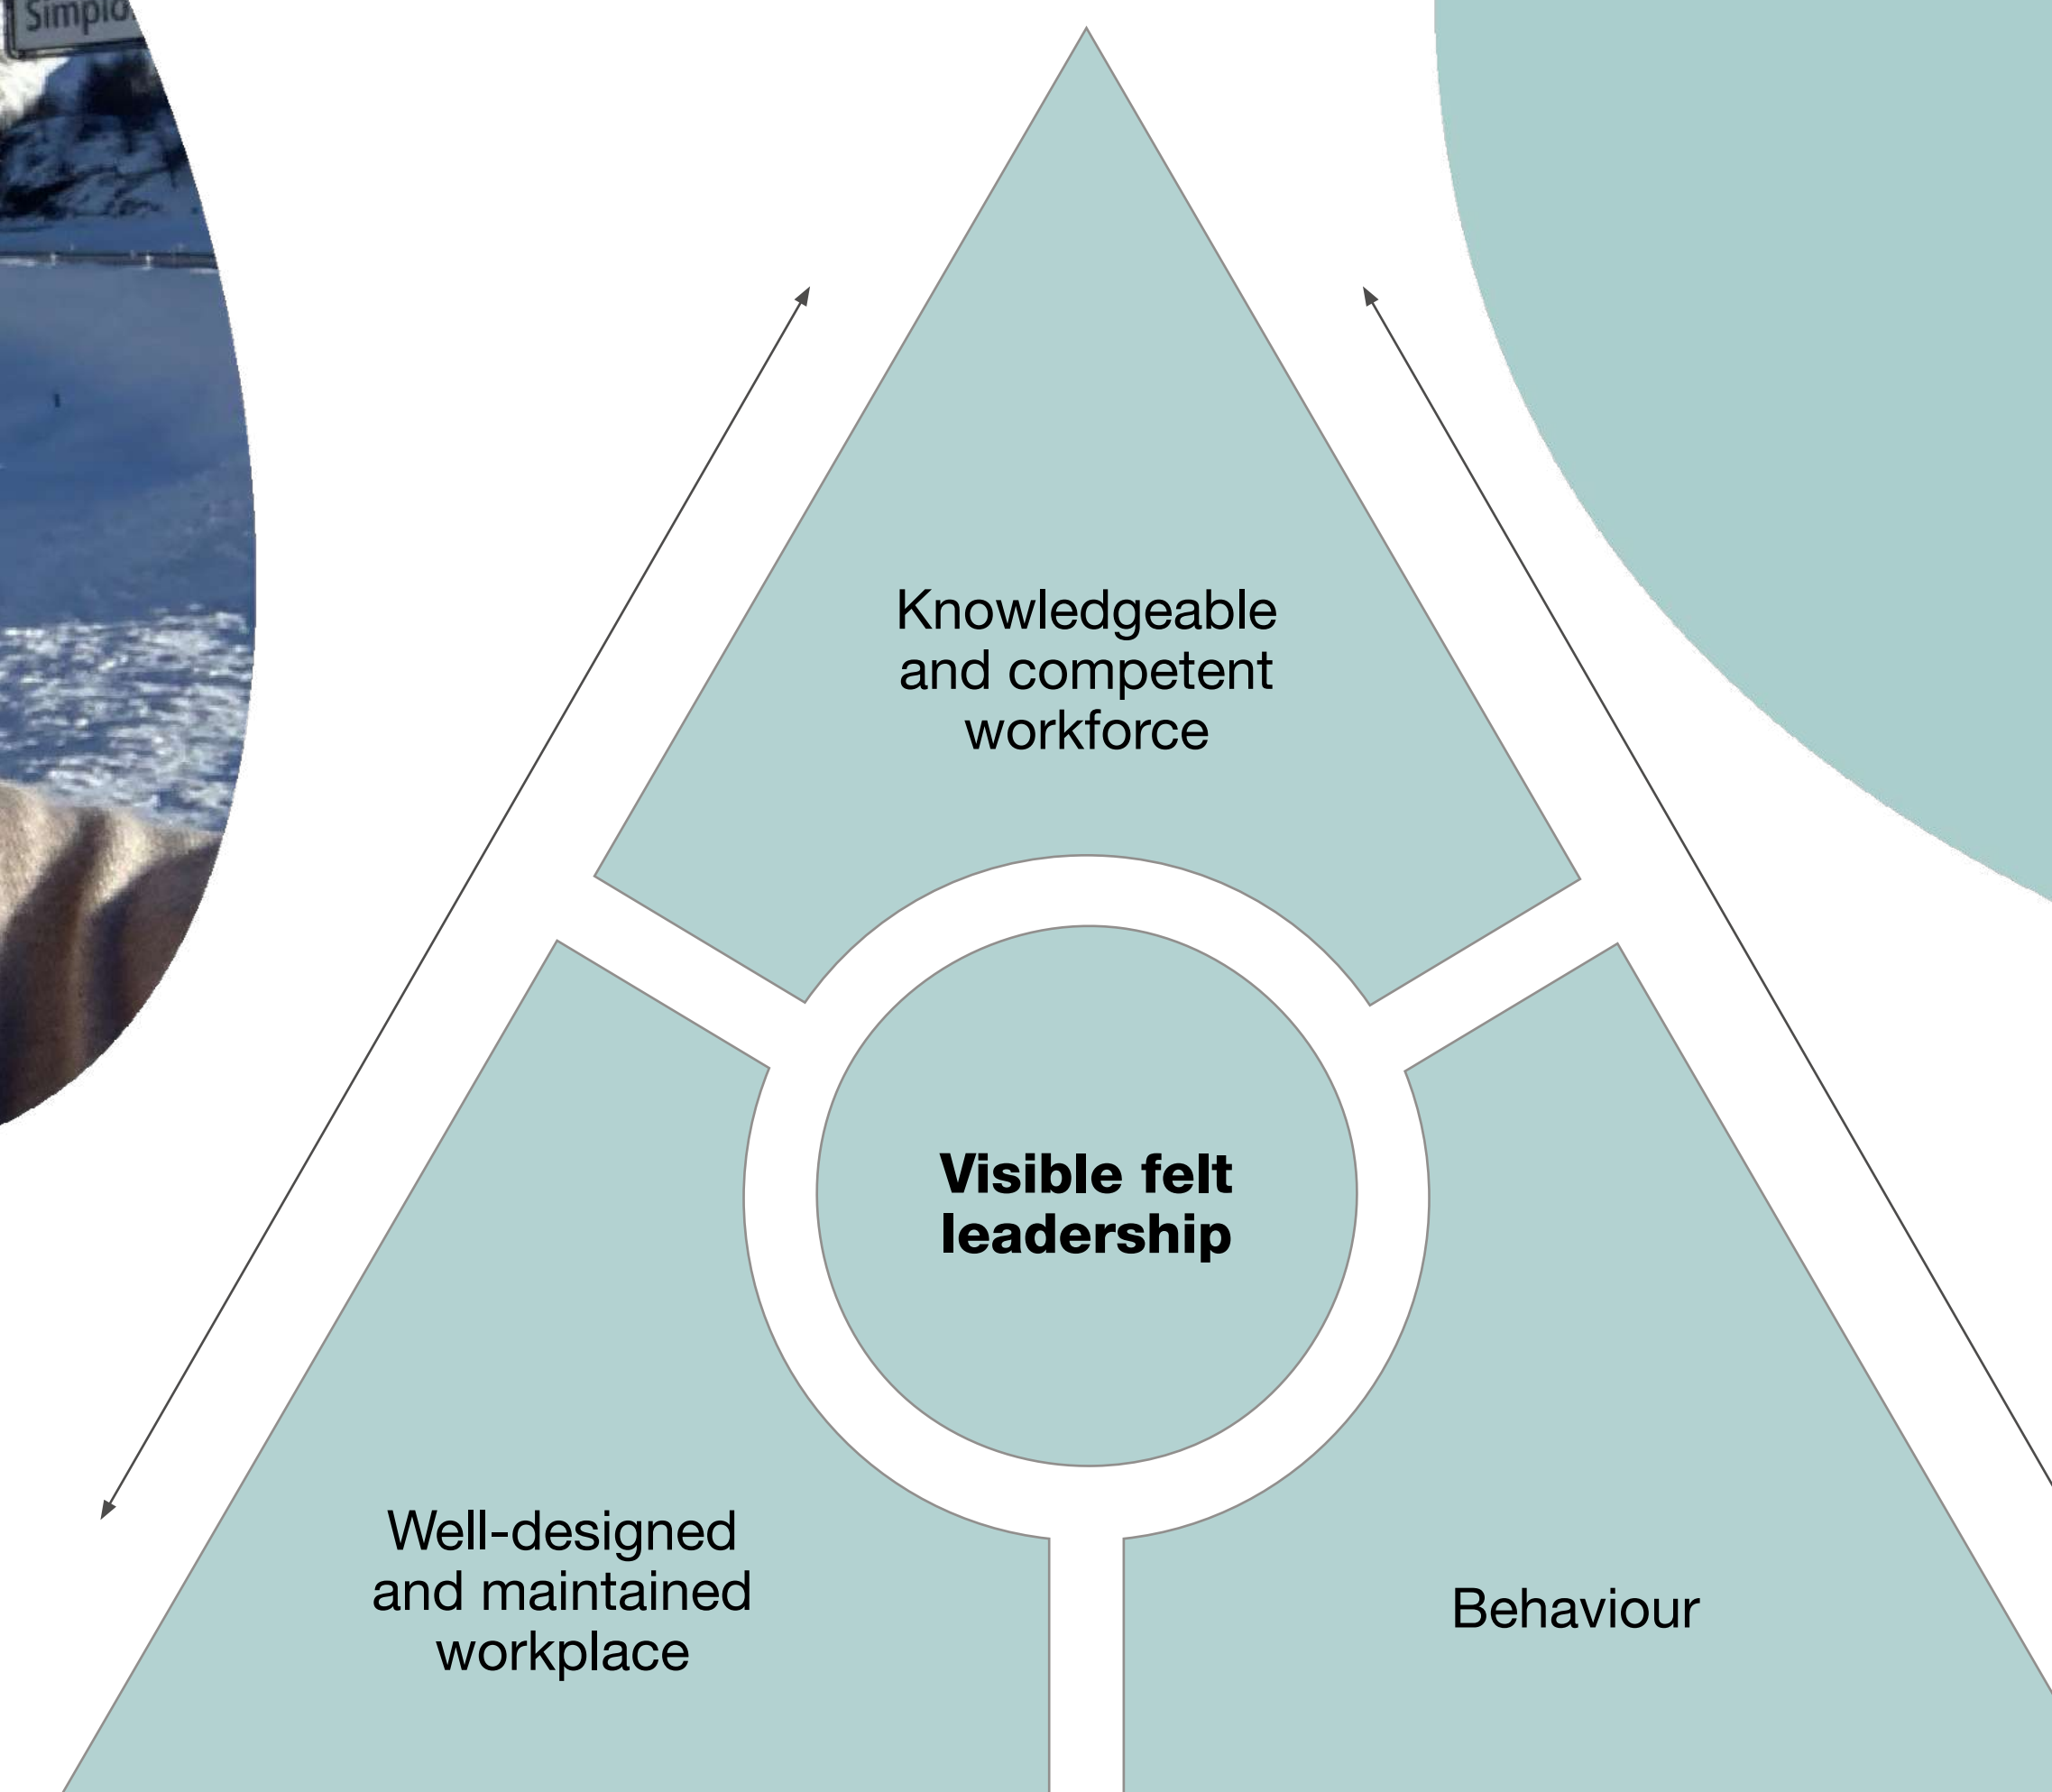 Knowledgeable
and competent
workforce
Visible felt
leadership
Well-designed
and maintained
workplace
Behaviour